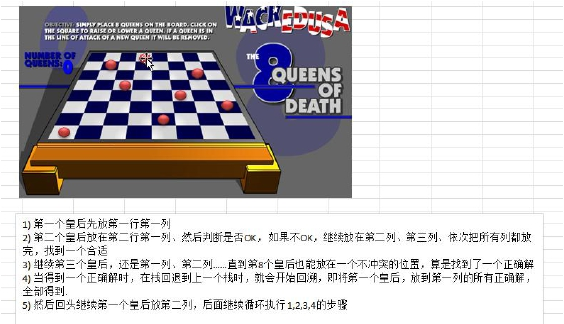 OBJECTIVE: SIMPLY PLACE 8 QUEENS ON THE BOARD. CLICK ON
THE SQUARE TO RAISE OR LOWER A QUEEN. IF A QUEEN IS
IN THE LINE OF ATTACK OF A NEW QUEEN IT WILL BE REMOVED.
WACKEDUSA
NUMBER OF
QUEENS:
THE 8 QUEENS
OF
DEATH
1) 第一个皇后先放第一行第一列
2) 第二个皇后放在第二行第一列、然后判断是否OK，如果不OK，继续放在第二列、第三列、依次把所有列都放
完，找到一个合适
3) 继续第三个皇后，还是第一列、第二列……直到第8个皇后也能放在一个不冲突的位置，算是找到了一个正确解
4) 当得到一个正确解时，在栈回退到上一个栈时，就会开始回溯，即将第一个皇后，放到第一列的所有正确解，
全部得到.
5) 然后回头继续第一个皇后放第二列，后面继续循环执行1,2,3,4的步骤